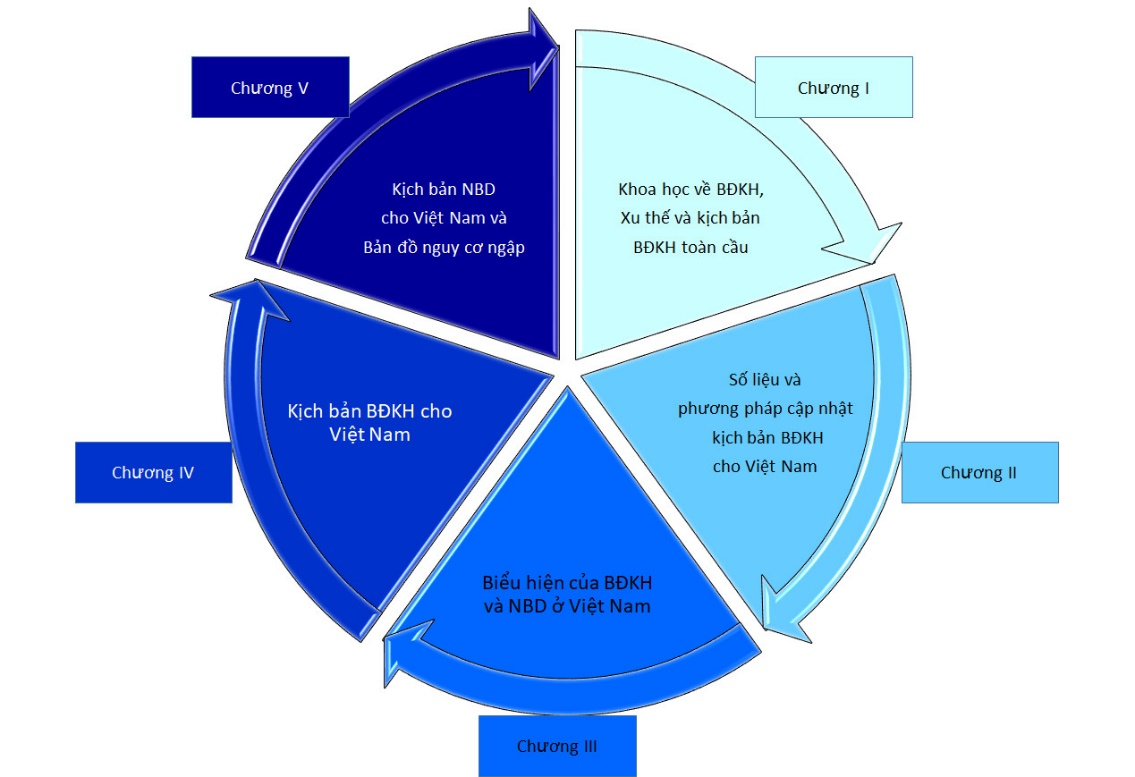 Chương I
Khoa học về BĐKH,
Xu thế và kịch bản
BĐKH toàn cầu
Chương II
Số liệu và
phương pháp cập nhật
kịch bản BĐKH
cho Việt Nam
Chương III
Biểu hiện của BĐKH
và NBD ở Việt Nam
Chương IV
Kịch bản BĐKH cho
Việt Nam
Chương V
Kịch bản NBD
cho Việt Nam và
Bản đồ nguy cơ ngập